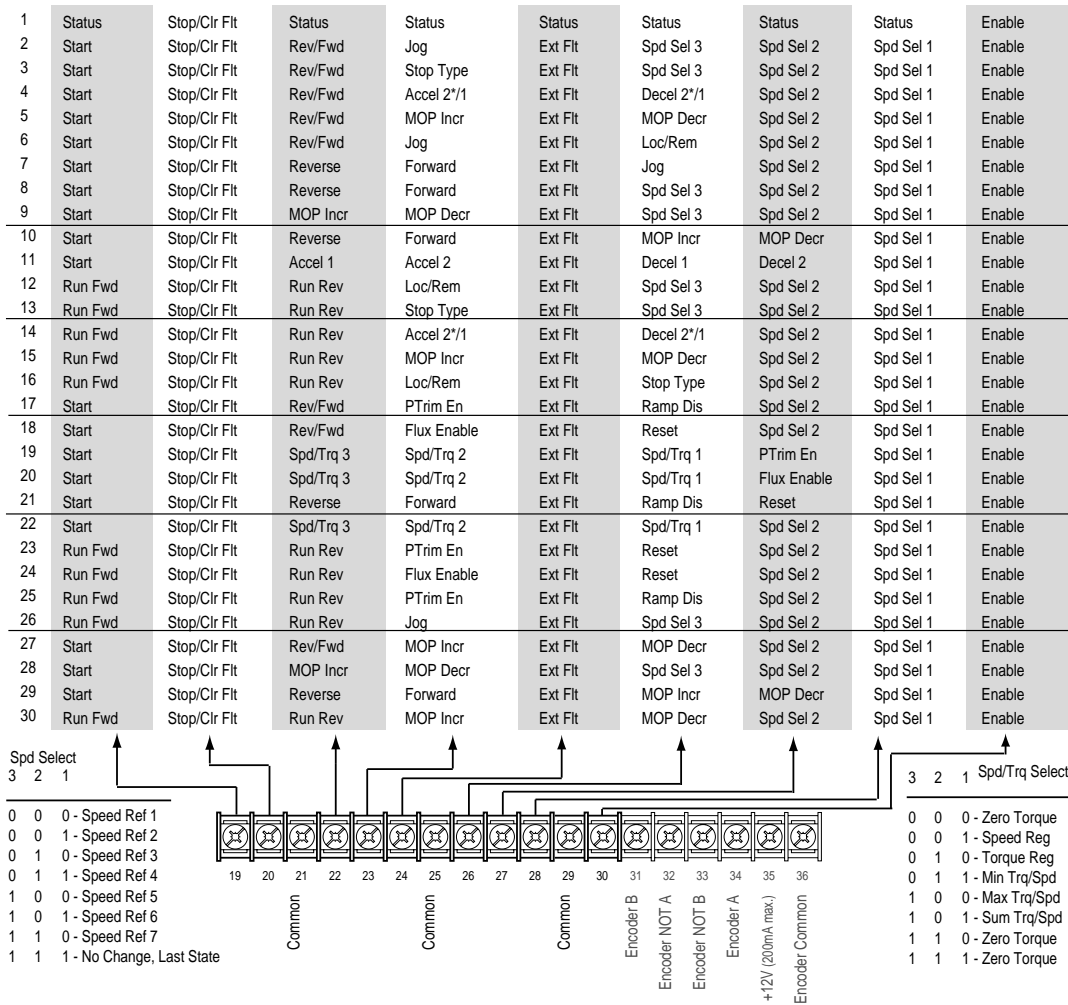 1 Status Stop/Clr Flt Status Status Status Status Status Status Enable
2 Start Stop/Clr Flt Rev/Fwd Jog Ext Flt Spd Sel 3 Spd Sel 2 Spd Sel 1 Enable
3 Start Stop/Clr Flt Rev/Fwd Stop Type Ext Flt Spd Sel 3 Spd Sel 2 Spd Sel 1 Enable
4 Start Stop/Clr Flt Rev/Fwd Accel 2*/1 Ext Flt Decel 2*/1 Spd Sel 2 Spd Sel 1 Enable
5 Start Stop/Clr Flt Rev/Fwd MOP Incr Ext Flt MOP Decr Spd Sel 2 Spd Sel 1 Enable
6 Start Stop/Clr Flt Rev/Fwd Jog Ext Flt Loc/Rem Spd Sel 2 Spd Sel 1 Enable
7 Start Stop/Clr Flt Reverse Forward Ext Flt Jog Spd Sel 2 Spd Sel 1 Enable
8 Start Stop/Clr Flt Reverse Forward Ext Flt Spd Sel 3 Spd Sel 2 Spd Sel 1 Enable
9 Start Stop/Clr Flt MOP Incr MOP Decr Ext Flt Spd Sel 3 Spd Sel 2 Spd Sel 1 Enable
10 Start Stop/Clr Flt Reverse Forward Ext Flt MOP Incr MOP Decr Spd Sel 1 Enable
11 Start Stop/Clr Flt Accel 1 Accel 2 Ext Flt Decel 1 Decel 2 Spd Sel 1 Enable
12 Run Fwd Stop/Clr Flt Run Rev Loc/Rem Ext Flt Spd Sel 3 Spd Sel 2 Spd Sel 1 Enable
13 Run Fwd Stop/Clr Flt Run Rev Stop Type Ext Flt Spd Sel 3 Spd Sel 2 Spd Sel 1 Enable
14 Run Fwd Stop/Clr Flt Run Rev Accel 2*/1 Ext Flt Decel 2*/1 Spd Sel 2 Spd Sel 1 Enable
15 Run Fwd Stop/Clr Flt Run Rev MOP Incr Ext Flt MOP Decr Spd Sel 2 Spd Sel 1 Enable
16 Run Fwd Stop/Clr Flt Run Rev Loc/Rem Ext Flt Stop Type Spd Sel 2 Spd Sel 1 Enable
17 Start Stop/Clr Flt Rev/Fwd PTrim En Ext Flt Ramp Dis Spd Sel 2 Spd Sel 1 Enable
18 Start Stop/Clr Flt Rev/Fwd Flux Enable Ext Flt Reset Spd Sel 2 Spd Sel 1 Enable
19 Start Stop/Clr Flt Spd/Trq 3 Spd/Trq 2 Ext Flt Spd/Trq 1 PTrim En Spd Sel 1 Enable
20 Start Stop/Clr Flt Spd/Trq 3 Spd/Trq 2 Ext Flt Spd/Trq 1 Flux Enable Spd Sel 1 Enable
21 Start Stop/Clr Flt Reverse Forward Ext Flt Ramp Dis Reset Spd Sel 1 Enable
22 Start Stop/Clr Flt Spd/Trq 3 Spd/Trq 2 Ext Flt Spd/Trq 1 Spd Sel 2 Spd Sel 1 Enable
23 Run Fwd Stop/Clr Flt Run Rev PTrim En Ext Flt Reset Spd Sel 2 Spd Sel 1 Enable
24 Run Fwd Stop/Clr Flt Run Rev Flux Enable Ext Flt Reset Spd Sel 2 Spd Sel 1 Enable
25 Run Fwd Stop/Clr Flt Run Rev PTrim En Ext Flt Ramp Dis Spd Sel 2 Spd Sel 1 Enable
26 Run Fwd Stop/Clr Flt Run Rev Jog Ext Flt Spd Sel 3 Spd Sel 2 Spd Sel 1 Enable
27 Start Stop/Clr Flt Rev/Fwd MOP Incr Ext Flt MOP Decr Spd Sel 2 Spd Sel 1 Enable
28 Start Stop/Clr Flt MOP Incr MOP Decr Ext Flt Spd Sel 3 Spd Sel 2 Spd Sel 1 Enable
29 Start Stop/Clr Flt Reverse Forward Ext Flt MOP Incr MOP Decr Spd Sel 1 Enable
30 Run Fwd Stop/Clr Flt Run Rev MOP Incr Ext Flt MOP Decr Spd Sel 2 Spd Sel 1 Enable
Spd Select
3 2 1
0 0 0 - Speed Ref 1
0 0 1 - Speed Ref 2
0 1 0 - Speed Ref 3
0 1 1 - Speed Ref 4
1 0 0 - Speed Ref 5
1 0 1 - Speed Ref 6
1 1 0 - Speed Ref 7
1 1 1 - No Change, Last State
19 20 21 22 23 24 25 26 27 28 29 30 31 32 33 34 35 36
Common
Common
Common
Encoder B
Encoder NOT A
Encoder NOT B
Encoder A
+12V (200mA max.)
Encoder Common
3 2 1 Spd/Trq Select
0 0 0 - Zero Torque
0 0 1 - Speed Reg
0 1 0 - Torque Reg
0 1 1 - Min Trq/Spd
1 0 0 - Max Trq/Spd
1 0 1 - Sum Trq/Spd
1 1 0 - Zero Torque
1 1 1 - Zero Torque